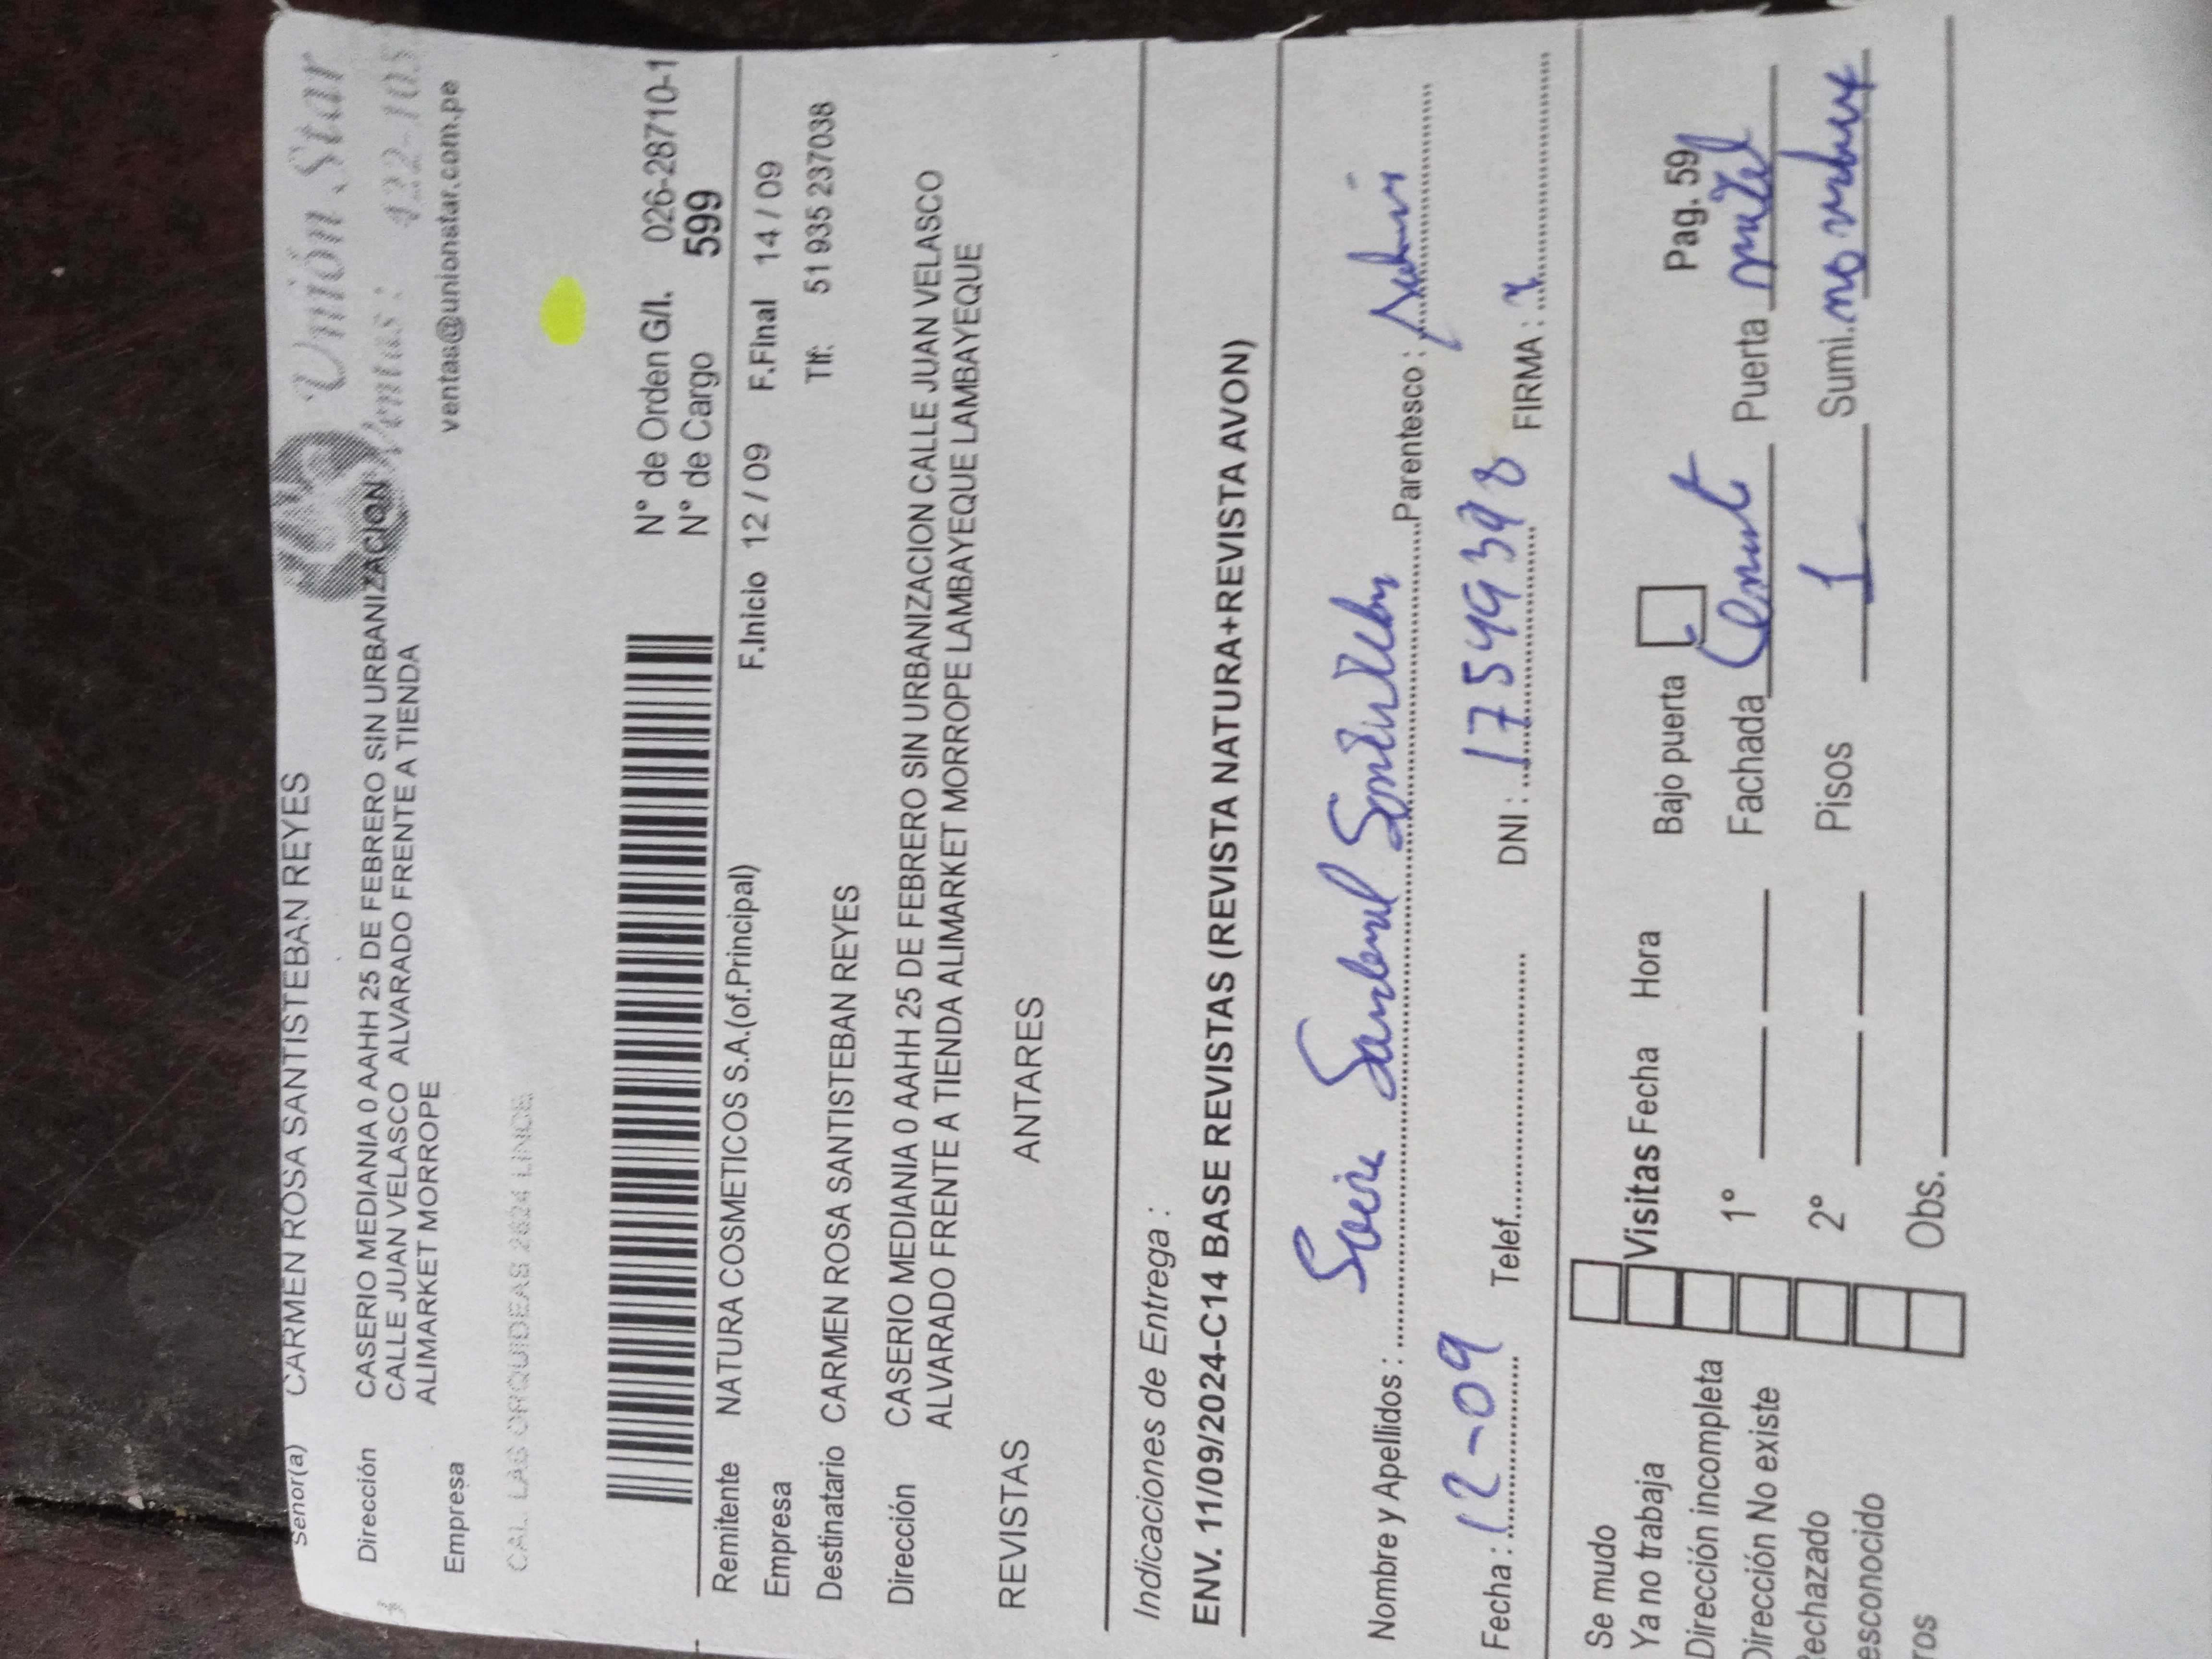 Señor(a) CARMEN ROSA SANTISTEBAN REYES
Unión Star
Dirección CASERIO MEDIANIA 0 AAHH 25 DE FEBRERO SIN URBANIZACION
CALLE JUAN VELASCO ALVARADO FRENTE A TIENDA
ALIMARKET MORROPE
Ventas: 422-105
ventas@unionstar.com.pe
Empresa
CAL. LAS ORQUIDEAS 2624 LINCE
N° de Orden G/I. 026-28710-1
N° de Cargo 599
Remitente NATURA COSMETICOS S.A.(of.Principal) F.Inicio 12 / 09 F.Final 14 / 09
Empresa Tlf: 51 935 237038
Destinatario CARMEN ROSA SANTISTEBAN REYES
Dirección CASERIO MEDIANIA 0 AAHH 25 DE FEBRERO SIN URBANIZACION CALLE JUAN VELASCO
ALVARADO FRENTE A TIENDA ALIMARKET MORROPE LAMBAYEQUE LAMBAYEQUE
REVISTAS ANTARES
Indicaciones de Entrega :
ENV. 11/09/2024-C14 BASE REVISTAS (REVISTA NATURA+REVISTA AVON)
Nombre y Apellidos : Parentesco :
Fecha : 12-09 Telef. DNI : 17549398 FIRMA :
Se mudo
Ya no trabaja Visitas Fecha Hora Bajo puerta Pag. 59
Dirección incompleta
Dirección No existe 1° Fachada Puerta
Rechazado 2° Pisos 1 Sumi.
esconocido
ros Obs.